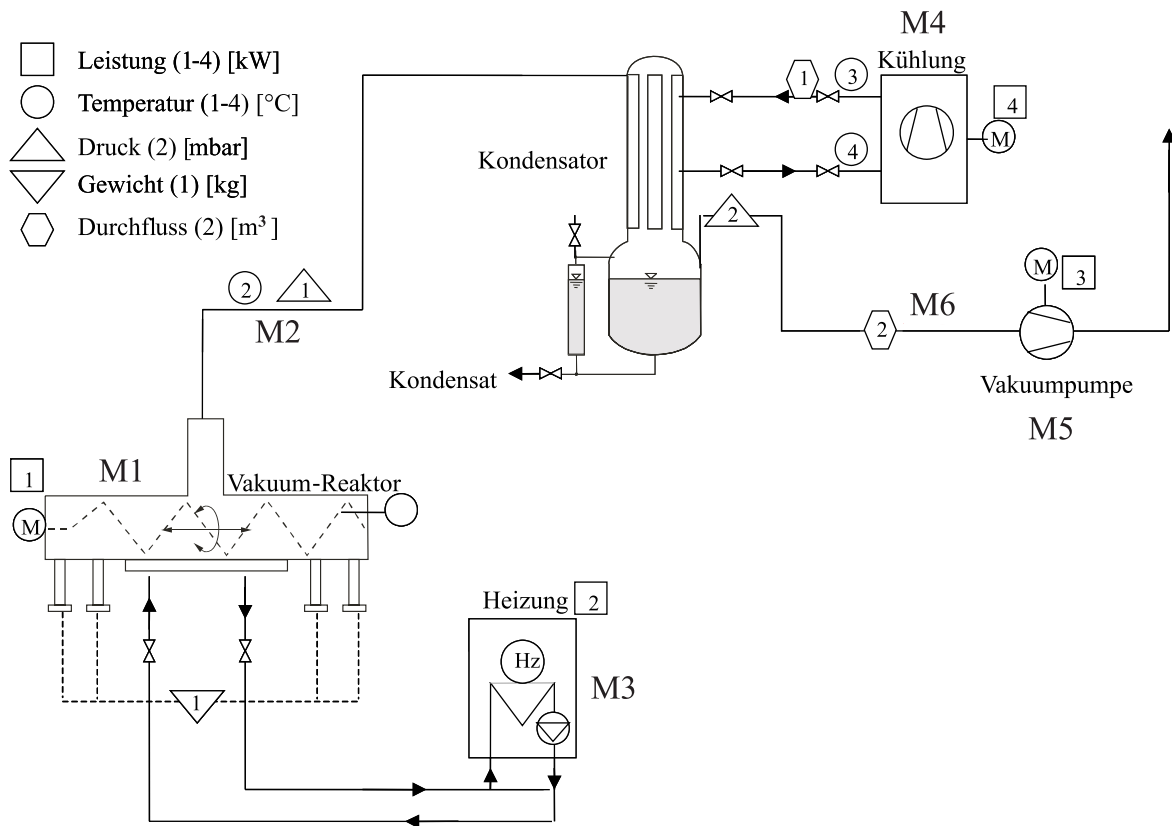 M4
Kühlung
Leistung (1-4) [kW]
Temperatur (1-4) [°C]
Druck (2) [mbar]
Gewicht (1) [kg]
Durchfluss (2) [m³ ]
1
3
4
M
Kondensator
4
2
M
3
2
1
M2
M6
2
Kondensat
Vakuumpumpe
M5
1
M1
Vakuum-Reaktor
M
Heizung
2
Hz
M3
1